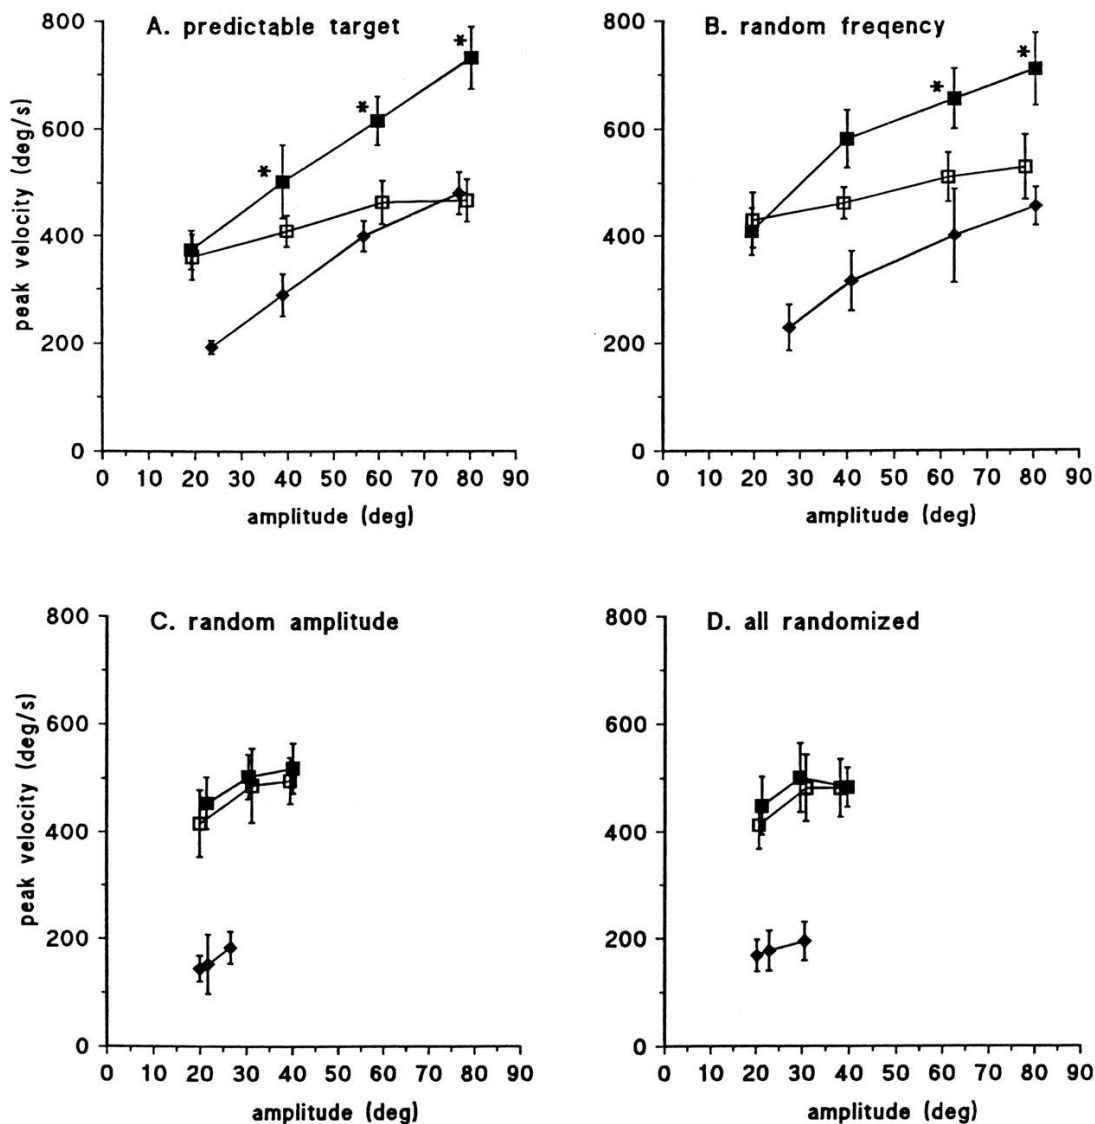 A. predictable target
800
600
400
200
0
peak velocity (deg/s)
0 10 20 30 40 50 60 70 80 90
amplitude (deg)
*
*
*
B. random freqency
800
600
400
200
0
0 10 20 30 40 50 60 70 80 90
amplitude (deg)
*
*
C. random amplitude
800
600
400
200
0
peak velocity (deg/s)
0 10 20 30 40 50 60 70 80 90
amplitude (deg)
D. all randomized
800
600
400
200
0
0 10 20 30 40 50 60 70 80 90
amplitude (deg)